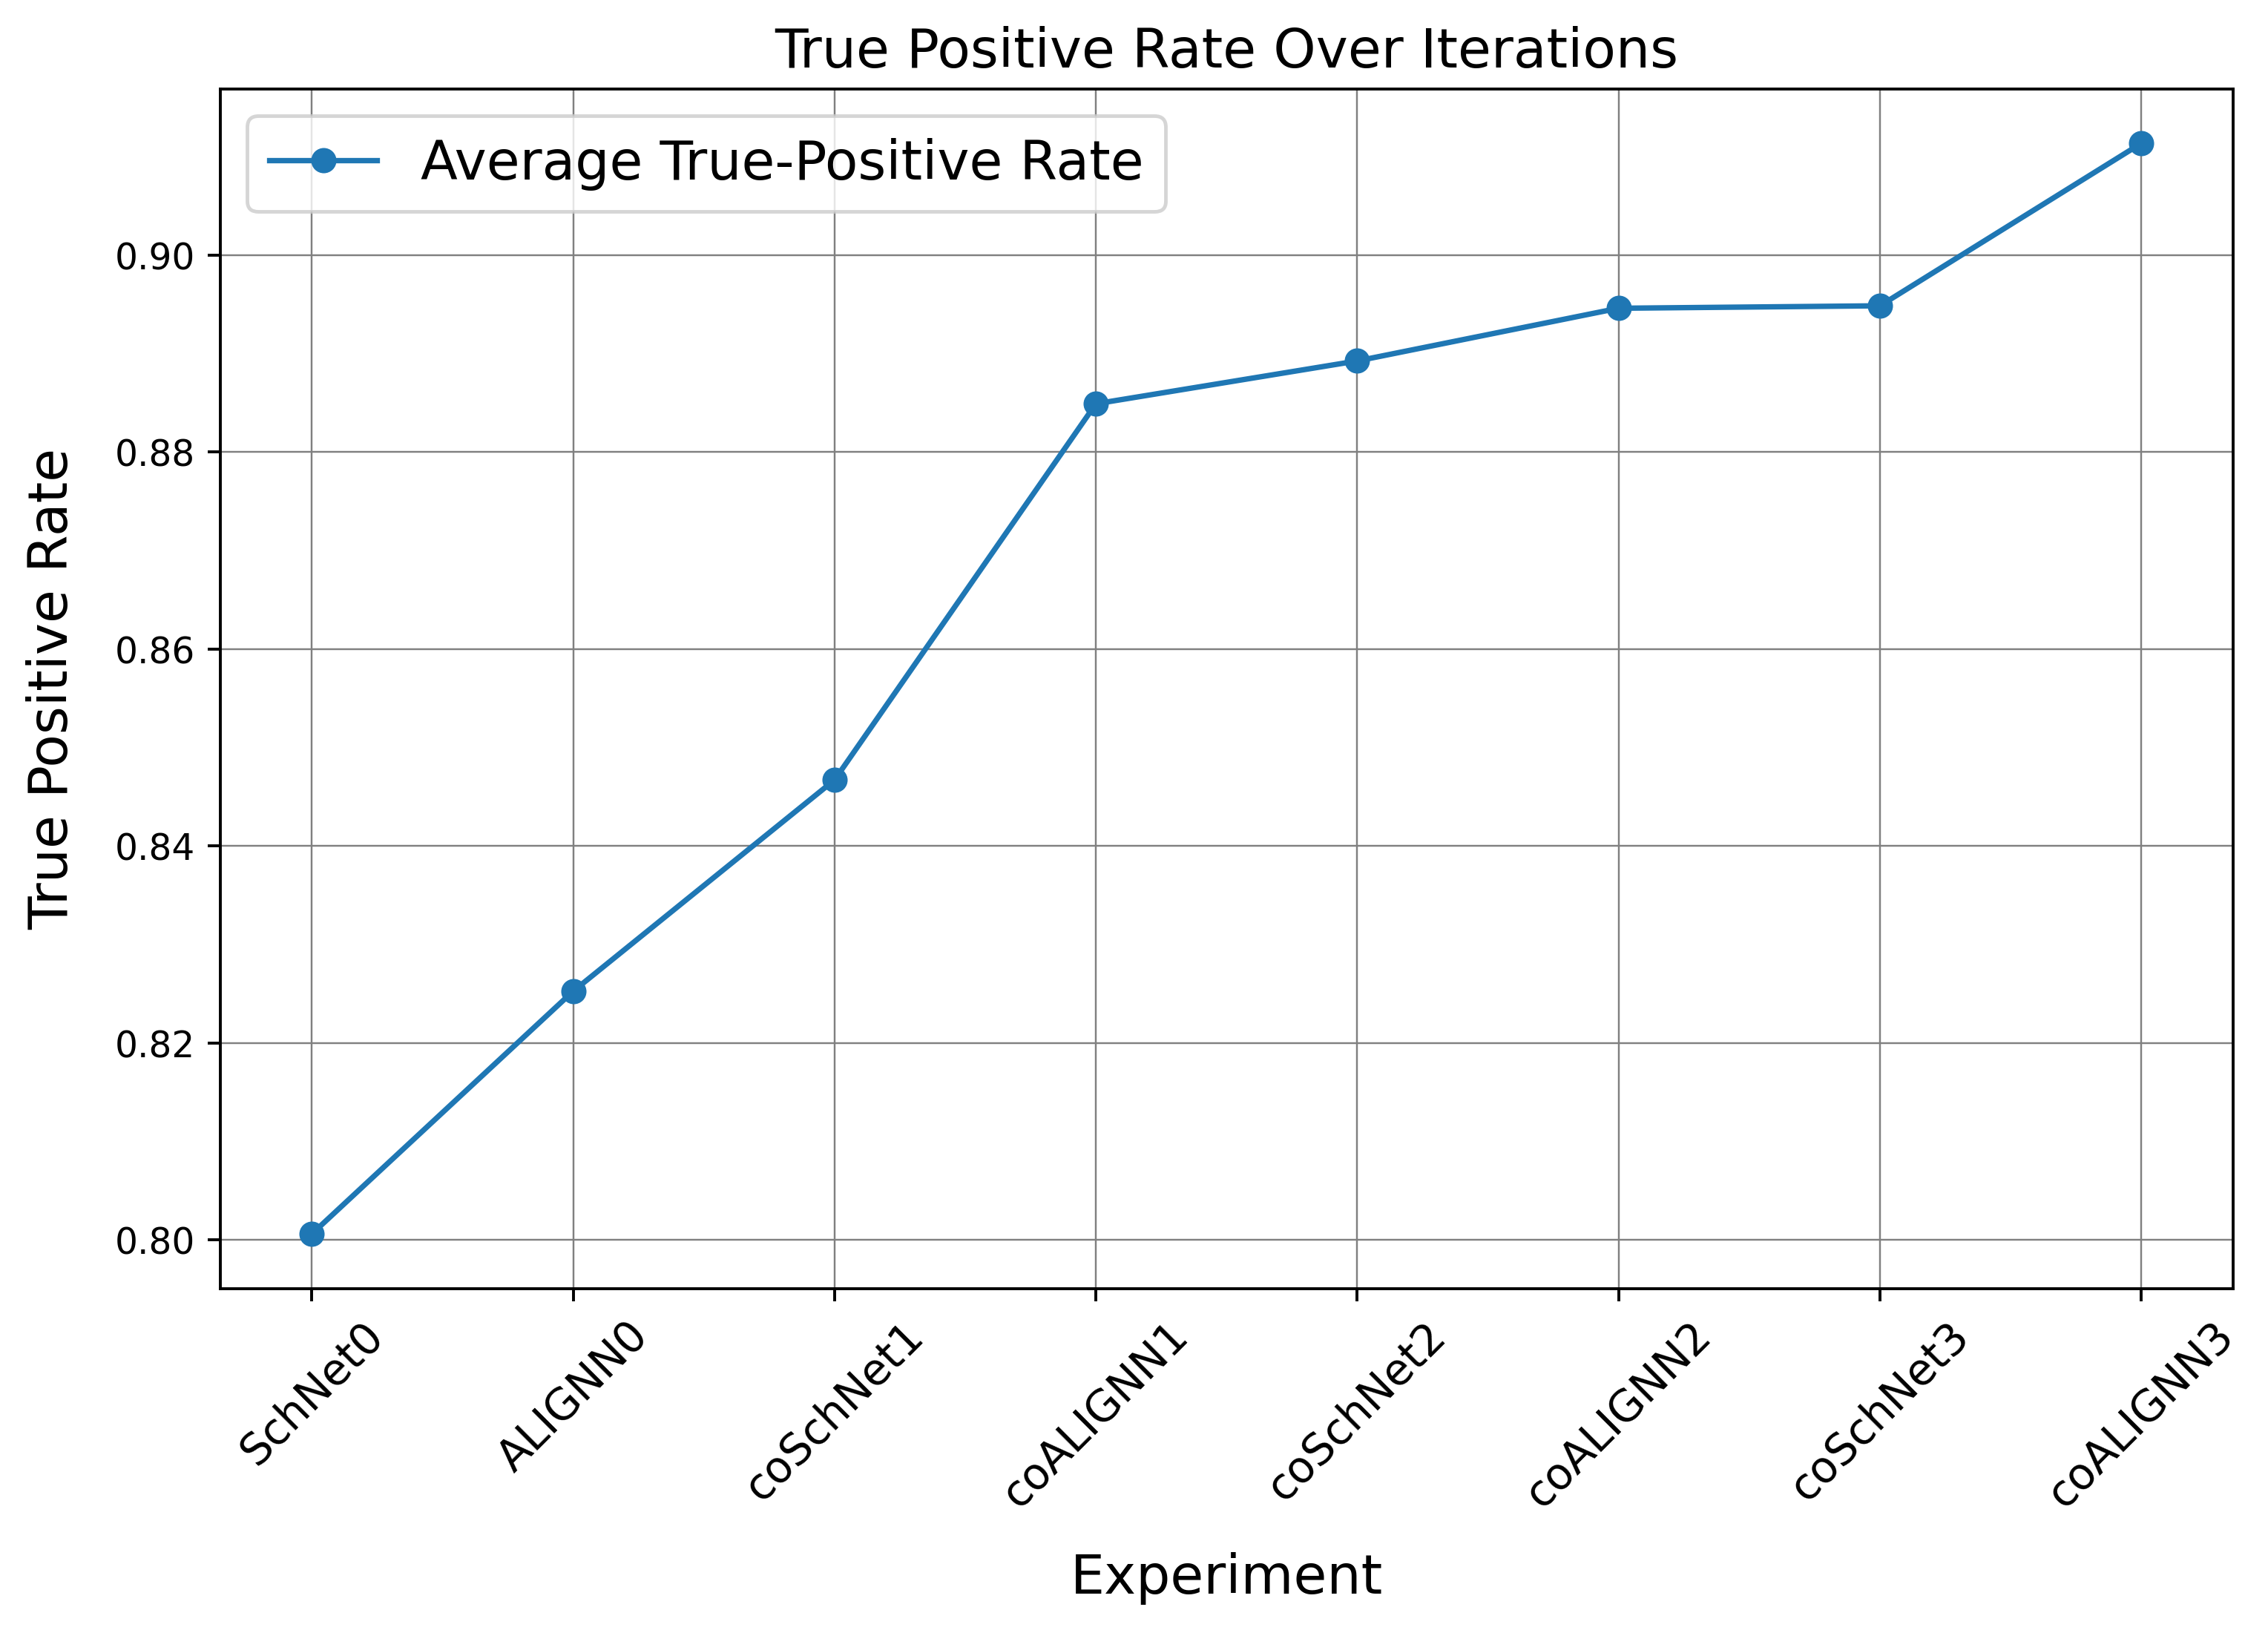 True Positive Rate Over Iterations
Average True-Positive Rate
True Positive Rate
0.90
0.88
0.86
0.84
0.82
0.80
SchNet0
ALIGNN0
coSchNet1
coALIGNN1
coSchNet2
coALIGNN2
coSchNet3
coALIGNN3
Experiment